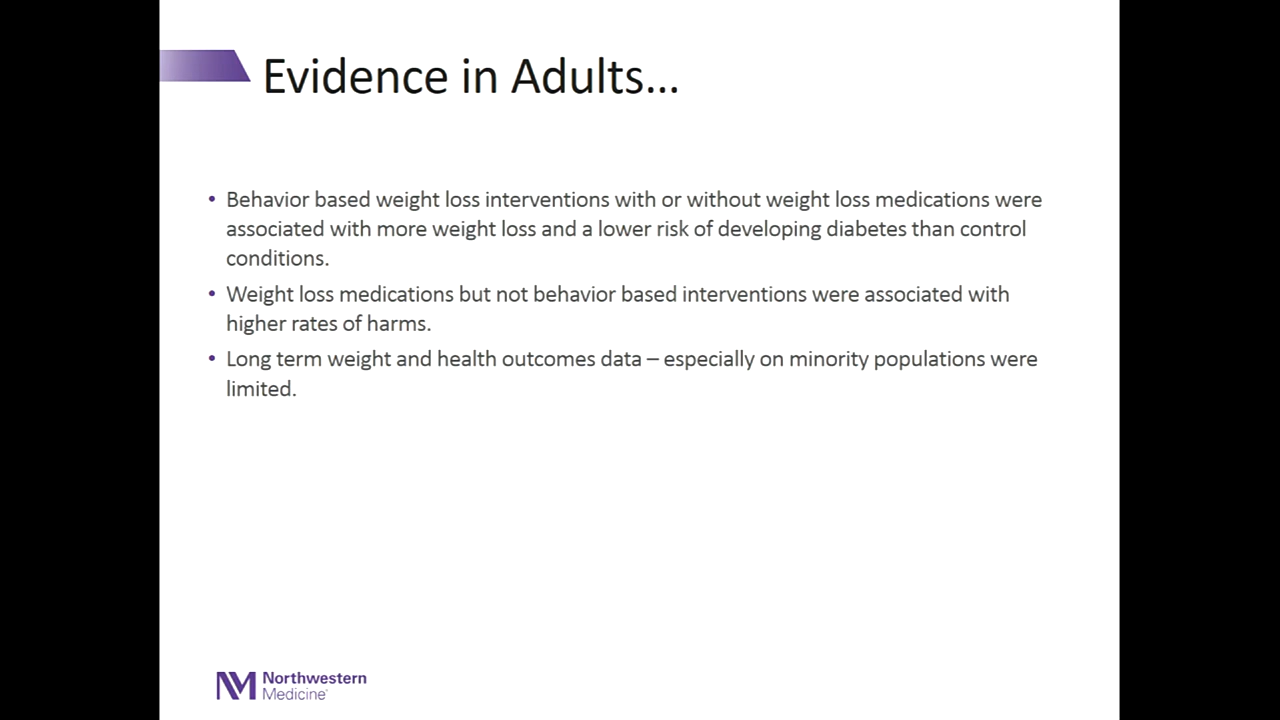 Evidence in Adults...
• Behavior based weight loss interventions with or without weight loss medications were
associated with more weight loss and a lower risk of developing diabetes than control
conditions.
• Weight loss medications but not behavior based interventions were associated with
higher rates of harms.
• Long term weight and health outcomes data – especially on minority populations were
limited.
NM Northwestern
Medicine